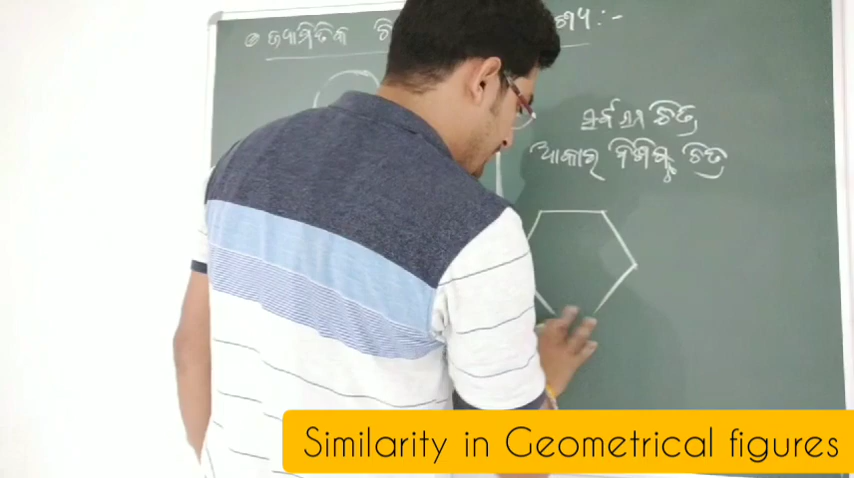 ଜ୍ୟାମିତିକ
ସର୍ବସମ ଚିତ୍ର
ଆକାର ବିଶିଷ୍ଟ ଚିତ୍ର
Similarity in Geometrical figures